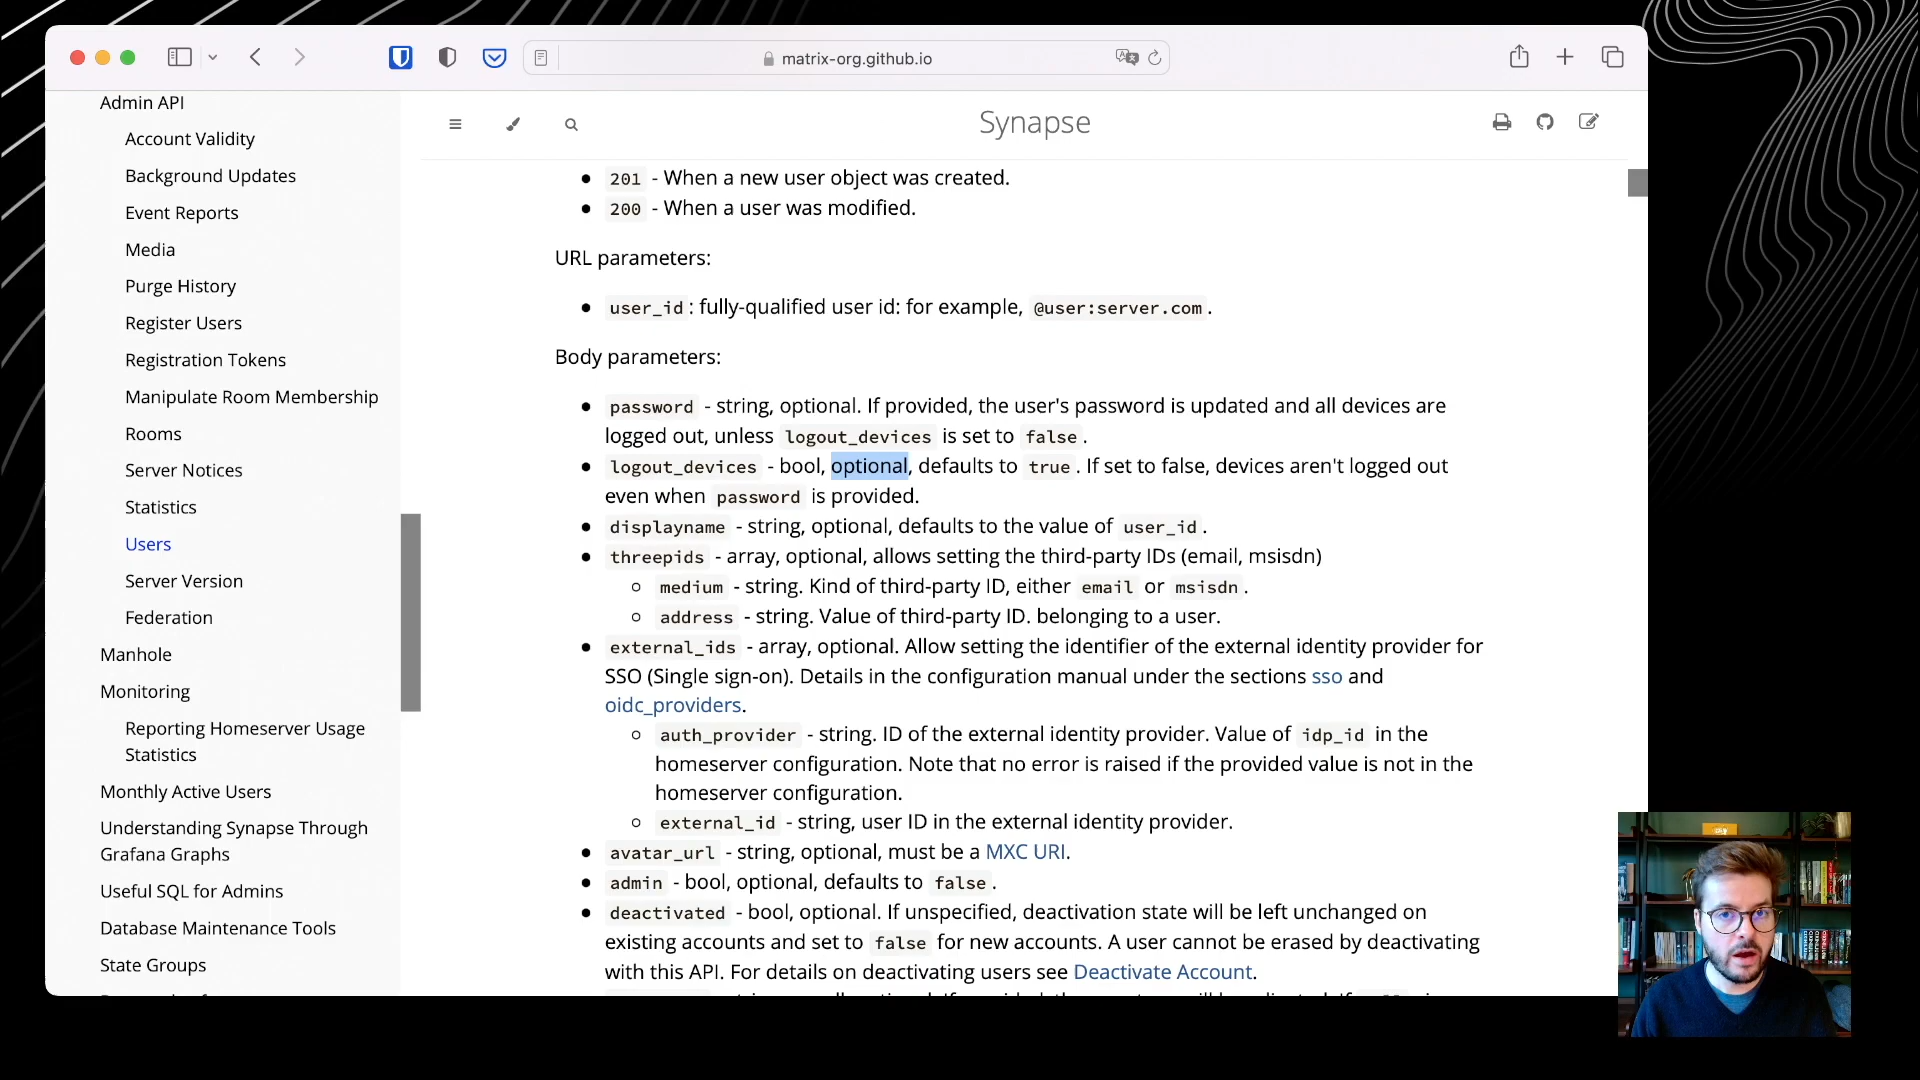 matrix-org.github.io
Admin API
Account Validity
Background Updates
Event Reports
Media
Purge History
Register Users
Registration Tokens
Manipulate Room Membership
Rooms
Server Notices
Statistics
Users
Server Version
Federation
Manhole
Monitoring
Reporting Homeserver Usage
Statistics
Monthly Active Users
Understanding Synapse Through
Grafana Graphs
Useful SQL for Admins
Database Maintenance Tools
State Groups
Synapse
• 201 - When a new user object was created.
• 200 - When a user was modified.
URL parameters:
• user_id : fully-qualified user id: for example, @user:server.com .
Body parameters:
• password - string, optional. If provided, the user's password is updated and all devices are
logged out, unless logout_devices is set to false .
• logout_devices - bool, optional, defaults to true . If set to false, devices aren't logged out
even when password is provided.
• displayname - string, optional, defaults to the value of user_id .
• threepids - array, optional, allows setting the third-party IDs (email, msisdn)
◦ medium - string. Kind of third-party ID, either email or msisdn .
◦ address - string. Value of third-party ID. belonging to a user.
• external_ids - array, optional. Allow setting the identifier of the external identity provider for
SSO (Single sign-on). Details in the configuration manual under the sections sso and
oidc_providers.
◦ auth_provider - string. ID of the external identity provider. Value of idp_id in the
homeserver configuration. Note that no error is raised if the provided value is not in the
homeserver configuration.
◦ external_id - string, user ID in the external identity provider.
• avatar_url - string, optional, must be a MXC URI.
• admin - bool, optional, defaults to false .
• deactivated - bool, optional. If unspecified, deactivation state will be left unchanged on
existing accounts and set to false for new accounts. A user cannot be erased by deactivating
with this API. For details on deactivating users see Deactivate Account.